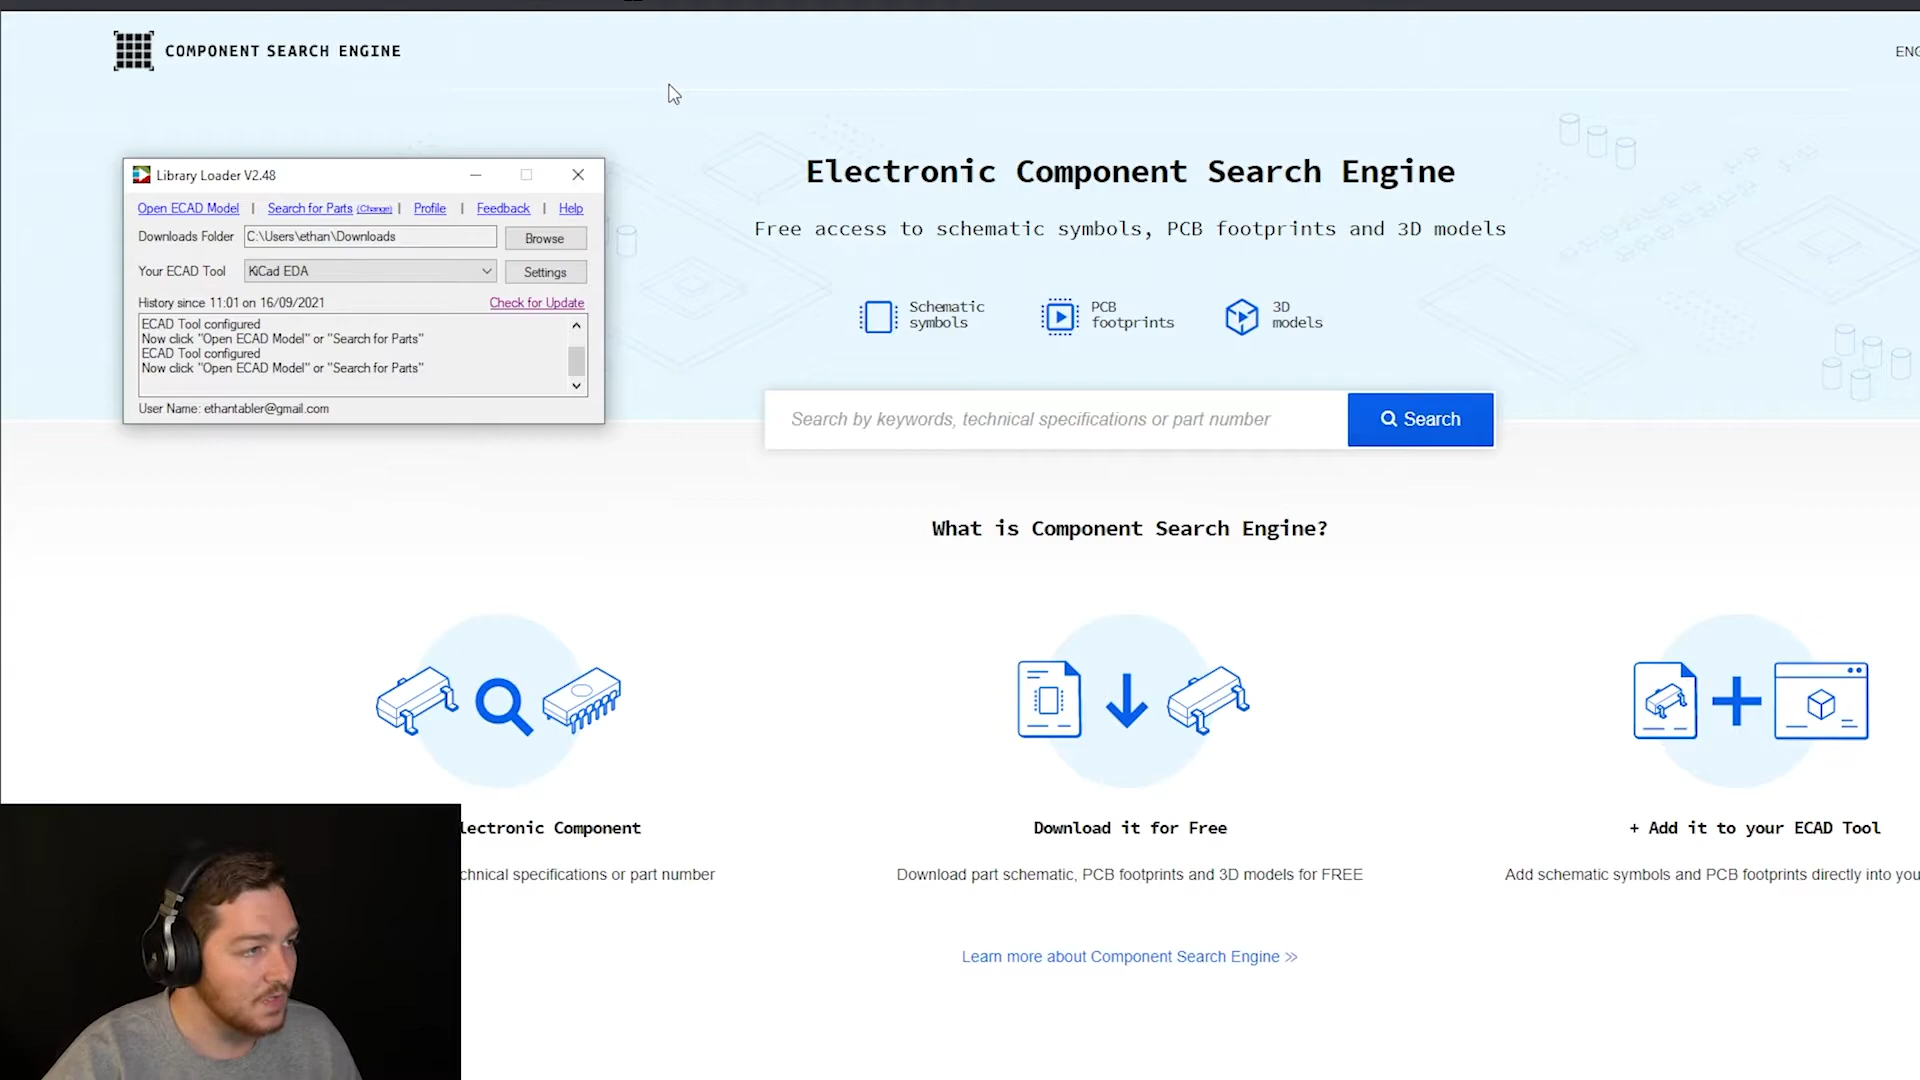 COMPONENT SEARCH ENGINE
ENG
Library Loader V2.48
Open ECAD Model | Search for Parts (Change) | Profile | Feedback | Help
Downloads Folder C:\Users\ethan\Downloads Browse
Your ECAD Tool KiCad EDA Settings
History since 11:01 on 16/09/2021 Check for Update
ECAD Tool configured
Now click "Open ECAD Model" or "Search for Parts"
ECAD Tool configured
Now click "Open ECAD Model" or "Search for Parts"
User Name: ethantabler@gmail.com
Electronic Component Search Engine
Free access to schematic symbols, PCB footprints and 3D models
Schematic
symbols
PCB
footprints
3D
models
Search by keywords, technical specifications or part number Search
What is Component Search Engine?
lectronic Component
chnical specifications or part number
Download it for Free
Download part schematic, PCB footprints and 3D models for FREE
+ Add it to your ECAD Tool
Add schematic symbols and PCB footprints directly into you
Learn more about Component Search Engine >>